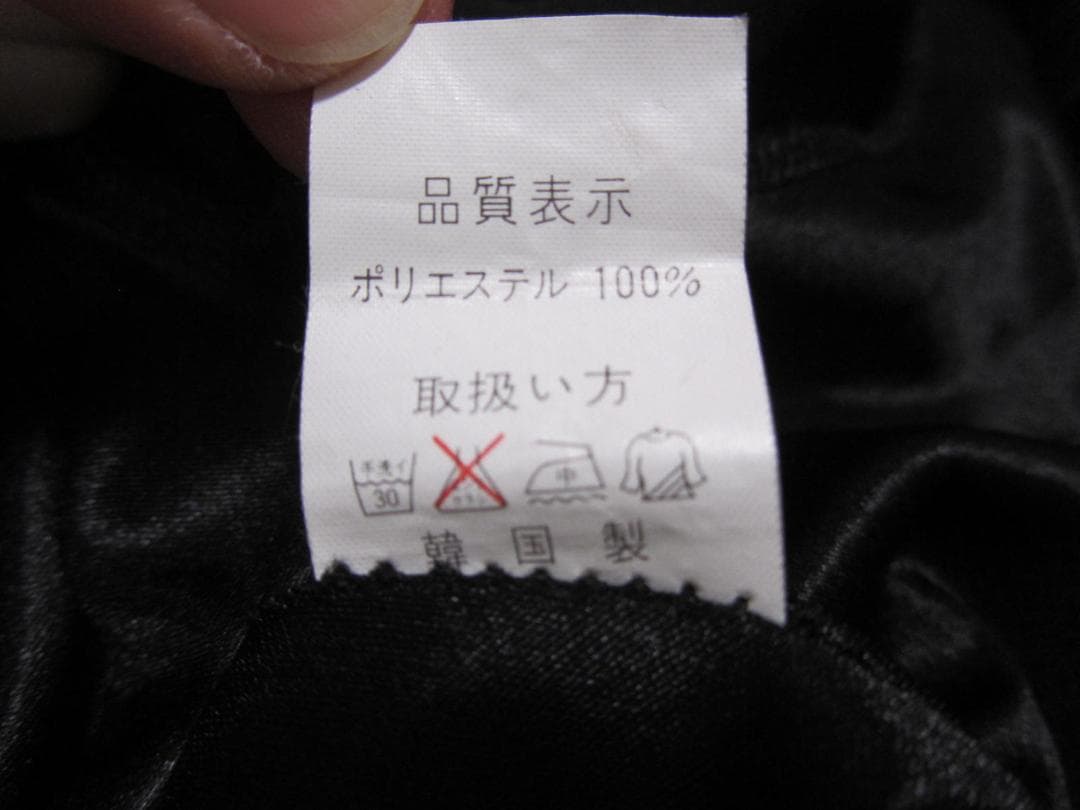 品質表示
ポリエステル 100%
取扱い方
手洗イ 30 中
韓国製